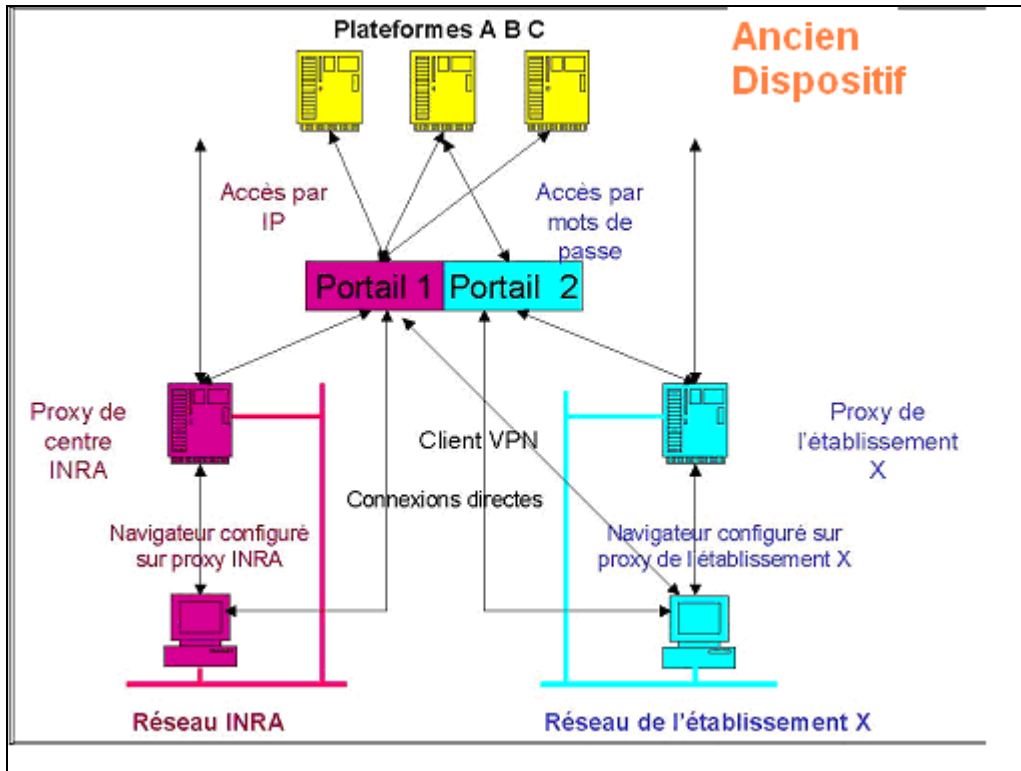 Plateformes A B C
Ancien
Dispositif
Accès par
IP
Accès par
mots de
passe
Portail 1
Portail 2
Proxy de
centre
INRA
Client VPN
Proxy de
l'établissement
X
Connexions directes
Navigateur configuré
sur proxy INRA
Navigateur configuré sur
proxy de l'établissement X
Réseau INRA
Réseau de l'établissement X